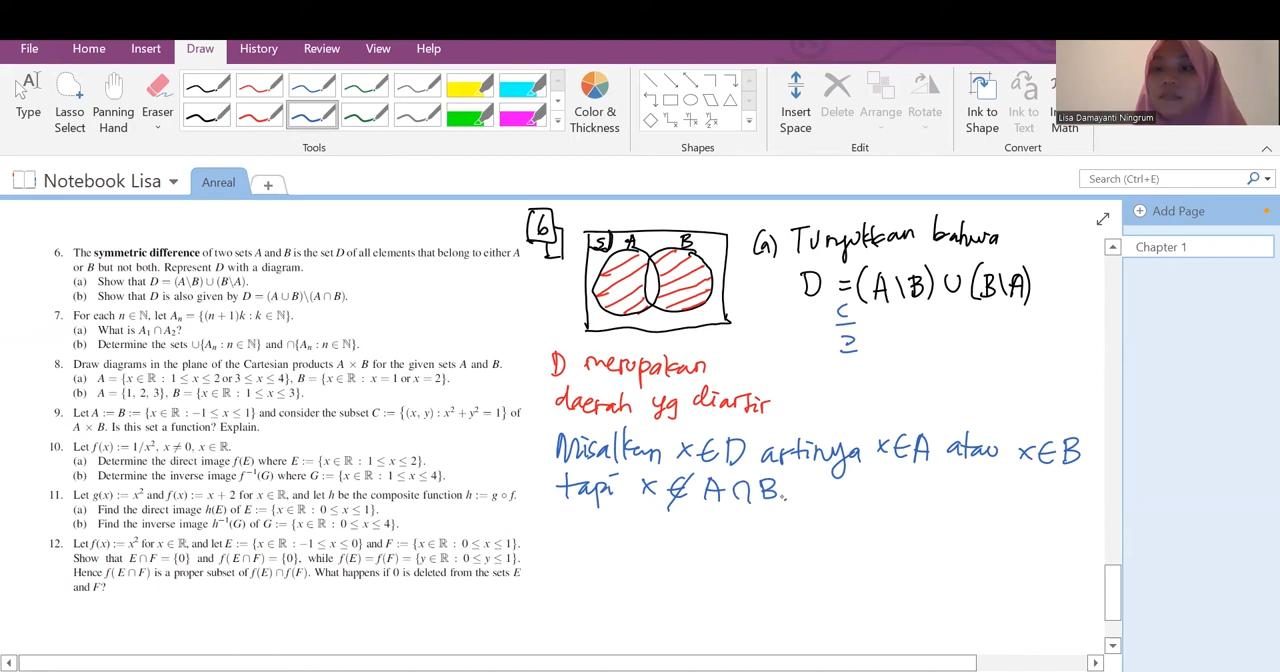 File Home Insert Draw History Review View Help
Type
Lasso Select
Panning Hand
Eraser
Color & Thickness
Insert Space
Delete
Arrange
Rotate
Ink to Shape
Ink to Text
Ink to Math
Tools
Shapes
Edit
Convert
Lisa Damayanti Ningrum
Notebook Lisa
Anreal
Search (Ctrl+E)
Add Page
Chapter 1
6. The symmetric difference of two sets A and B is the set D of all elements that belong to either A
or B but not both. Represent D with a diagram.
(a) Show that D = (A\B) ∪ (B\A).
(b) Show that D is also given by D = (A ∪ B)\(A ∩ B).
7. For each n ∈ ℕ, let Aₙ = {(n + 1)k : k ∈ ℕ}.
(a) What is A₁ ∩ A₂?
(b) Determine the sets ∪{Aₙ : n ∈ ℕ} and ∩{Aₙ : n ∈ ℕ}.
8. Draw diagrams in the plane of the Cartesian products A × B for the given sets A and B.
(a) A = {x ∈ ℝ : 1 ≤ x ≤ 2 or 3 ≤ x ≤ 4}, B = {x ∈ ℝ : x = 1 or x = 2}.
(b) A = {1, 2, 3}, B = {x ∈ ℝ : 1 ≤ x ≤ 3}.
9. Let A := B := {x ∈ ℝ : −1 ≤ x ≤ 1} and consider the subset C := {(x, y) : x² + y² = 1} of
A × B. Is this set a function? Explain.
10. Let f(x) := 1/x², x ≠ 0, x ∈ ℝ.
(a) Determine the direct image f(E) where E := {x ∈ ℝ : 1 ≤ x ≤ 2}.
(b) Determine the inverse image f⁻¹(G) where G := {x ∈ ℝ : 1 ≤ x ≤ 4}.
11. Let g(x) := x² and f(x) := x + 2 for x ∈ ℝ, and let h be the composite function h := g ∘ f.
(a) Find the direct image h(E) of E := {x ∈ ℝ : 0 ≤ x ≤ 1}.
(b) Find the inverse image h⁻¹(G) of G := {x ∈ ℝ : 0 ≤ x ≤ 4}.
12. Let f(x) := x² for x ∈ ℝ, and let E := {x ∈ ℝ : −1 ≤ x ≤ 0} and F := {x ∈ ℝ : 0 ≤ x ≤ 1}.
Show that E ∩ F = {0} and f(E ∩ F) = {0}, while f(E) = f(F) = {y ∈ ℝ : 0 ≤ y ≤ 1}.
Hence f(E ∩ F) is a proper subset of f(E) ∩ f(F). What happens if 0 is deleted from the sets E
and F?
6
S A B
(a) Tunjukkan bahwa
D = (A\B) ∪ (B\A)
⊆
⊇
D merupakan
daerah yg diarsir
Misalkan x ∈ D artinya x ∈ A atau x ∈ B
tapi x ∉ A ∩ B.